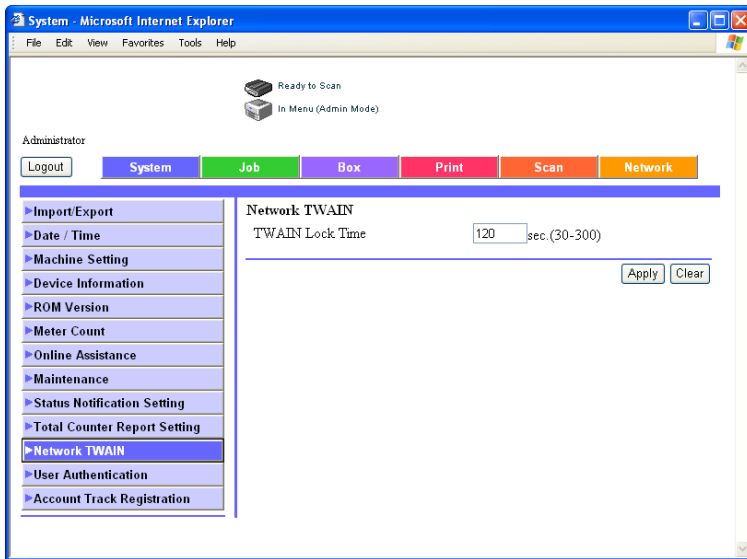 System - Microsoft Internet Explorer
File Edit View Favorites Tools Help
Ready to Scan
In Menu (Admin Mode)
Administrator
Logout System Job Box Print Scan Network
Import/Export
Date / Time
Machine Setting
Device Information
ROM Version
Meter Count
Online Assistance
Maintenance
Status Notification Setting
Total Counter Report Setting
Network TWAIN
User Authentication
Account Track Registration
Network TWAIN
TWAIN Lock Time 120 sec.(30-300)
Apply Clear